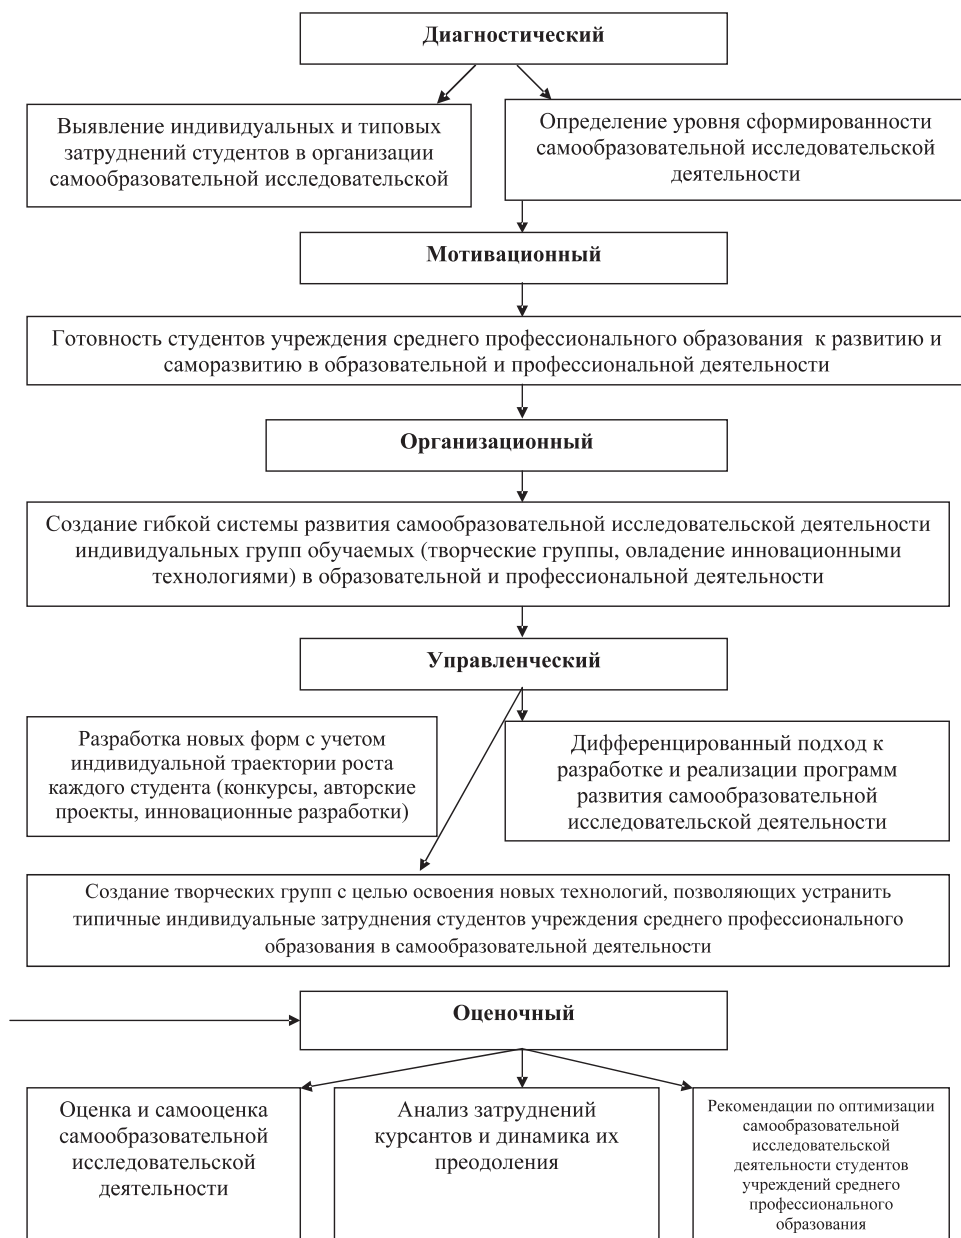 Диагностический
Выявление индивидуальных и типовых
затруднений студентов в организации
самообразовательной исследовательской
Определение уровня сформированности
самообразовательной исследовательской
деятельности
Мотивационный
Готовность студентов учреждения среднего профессионального образования к развитию и
саморазвитию в образовательной и профессиональной деятельности
Организационный
Создание гибкой системы развития самообразовательной исследовательской деятельности
индивидуальных групп обучаемых (творческие группы, овладение инновационными
технологиями) в образовательной и профессиональной деятельности
Управленческий
Разработка новых форм с учетом
индивидуальной траектории роста
каждого студента (конкурсы, авторские
проекты, инновационные разработки)
Дифференцированный подход к
разработке и реализации программ
развития самообразовательной
исследовательской деятельности
Создание творческих групп с целью освоения новых технологий, позволяющих устранить
типичные индивидуальные затруднения студентов учреждения среднего профессионального
образования в самообразовательной деятельности
Оценочный
Оценка и самооценка
самообразовательной
исследовательской
деятельности
Анализ затруднений
курсантов и динамика их
преодоления
Рекомендации по оптимизации
самообразовательной
исследовательской
деятельности студентов
учреждений среднего
профессионального
образования